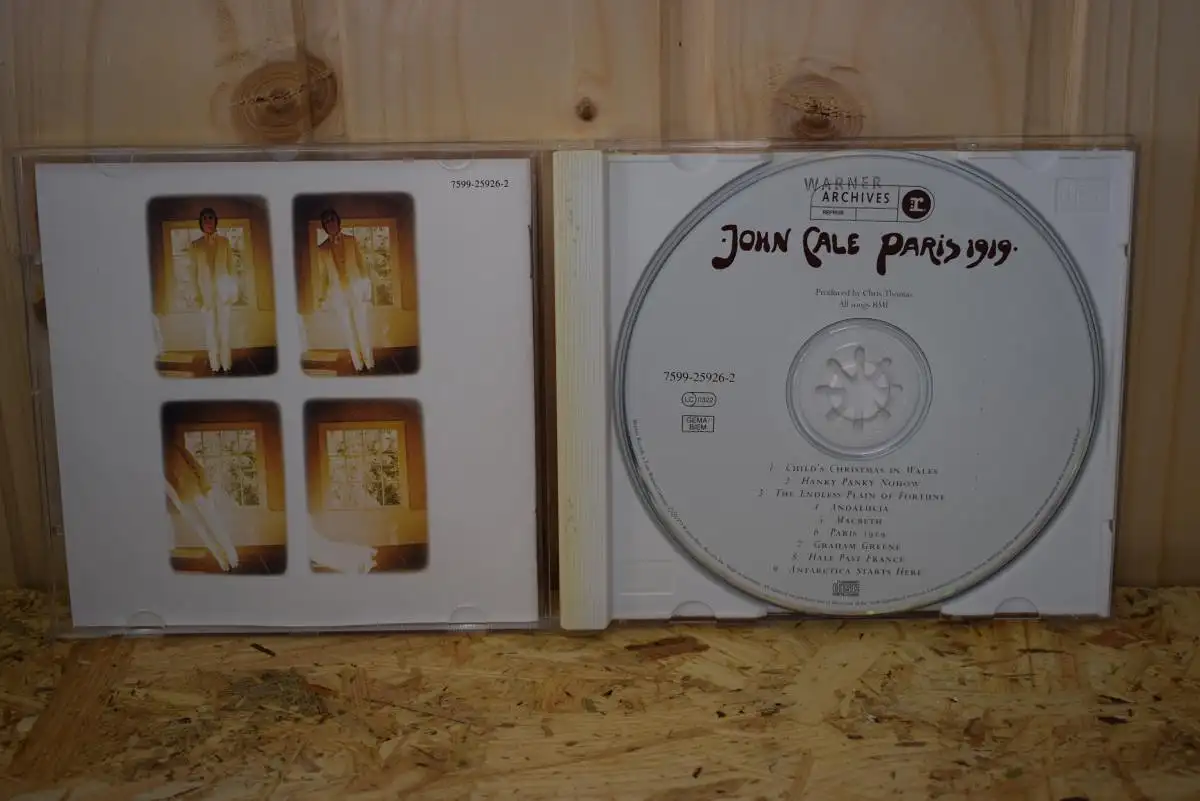 7599-25926-2
WARNER
ARCHIVES
REPRISE
·JOHN CALE PARIS 1919·
Produced by Chris Thomas
All songs BMI
7599-25926-2
LC 0322
GEMA/
BIEM
1 CHILD'S CHRISTMAS IN WALES
2 HANKY PANKY NOHOW
3 THE ENDLESS PLAIN OF FORTUNE
4 ANDALUCIA
5 MACBETH
6 PARIS 1919
7 GRAHAM GREENE
8 HALF PAST FRANCE
9 ANTARCTICA STARTS HERE